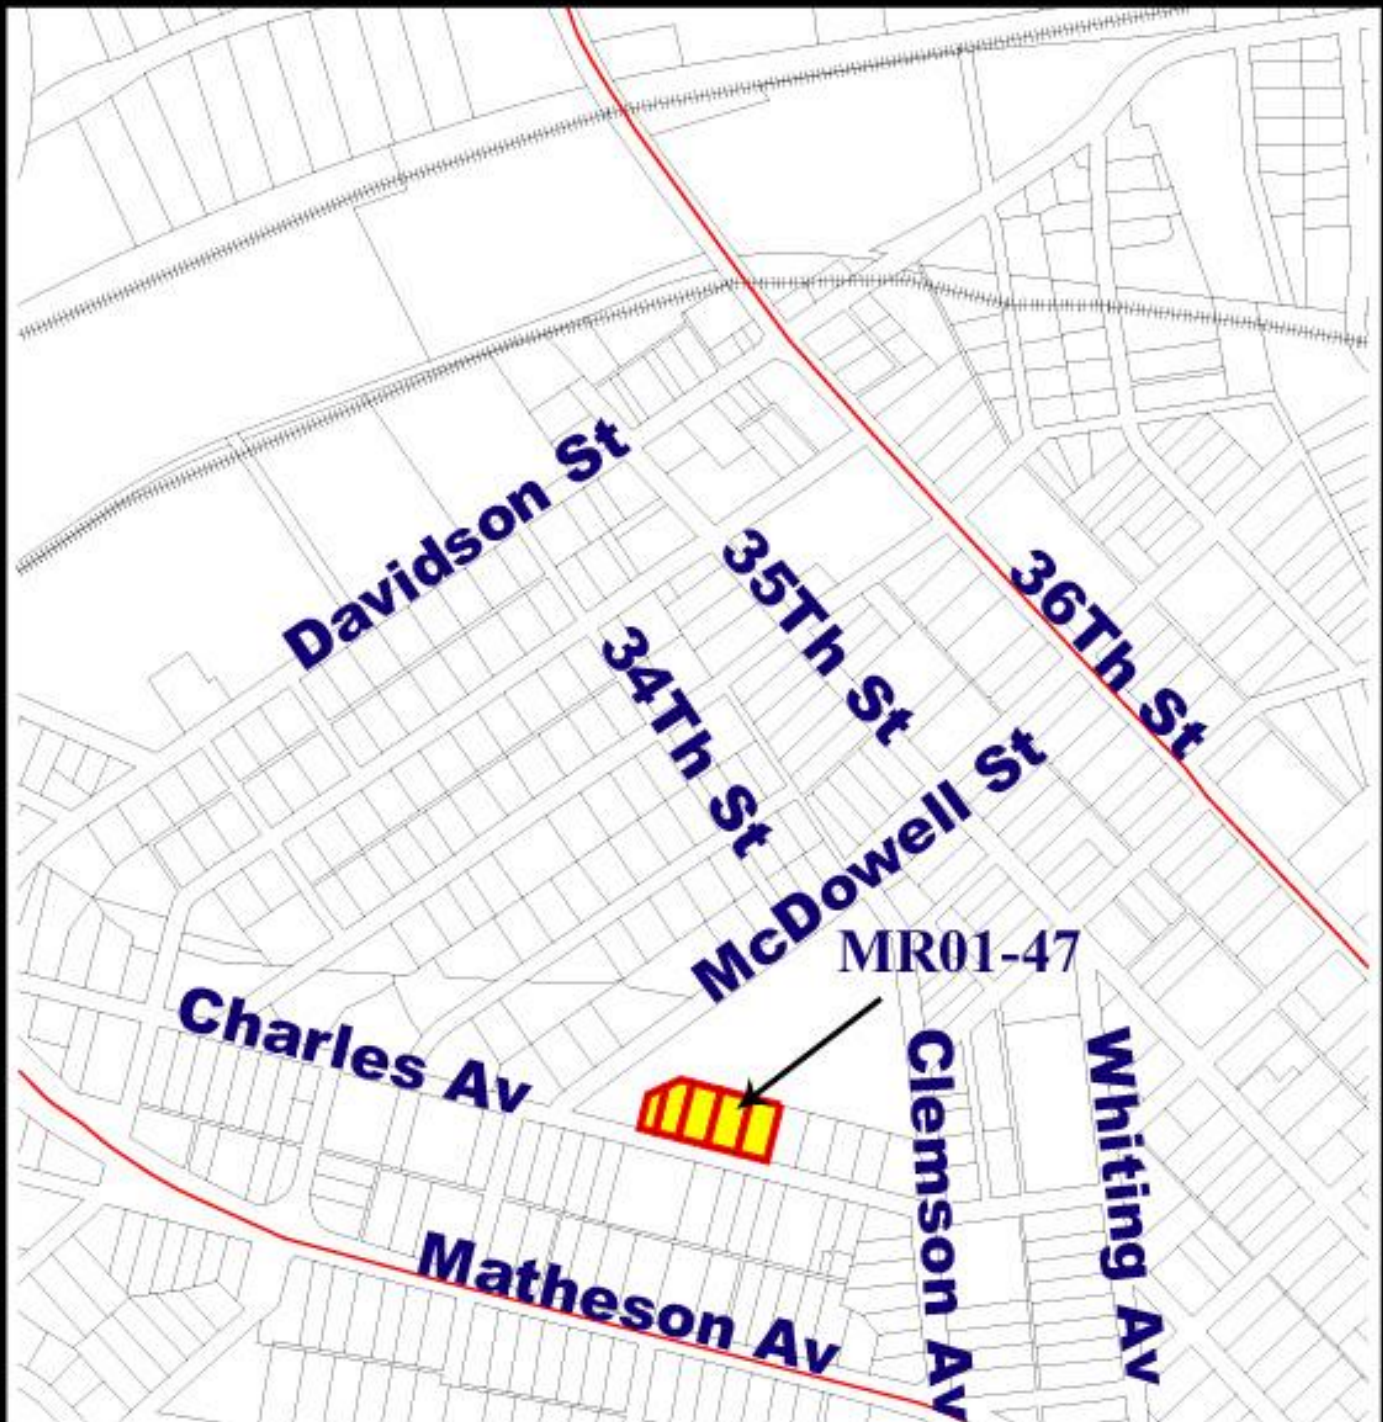 Davidson St
35Th St
36Th St
34Th St
McDowell St
MR01-47
Charles Av
Clemson Av
Whiting Av
Matheson Av